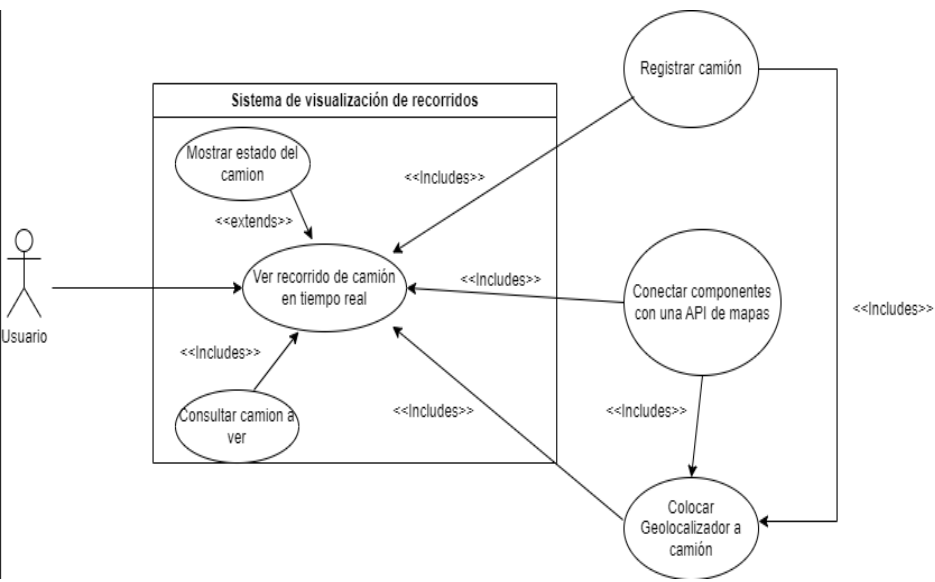 Registrar camión
Sistema de visualización de recorridos
Mostrar estado del
camion
<<Includes>>
<<extends>>
Ver recorrido de camión
en tiempo real
<<Includes>>
Conectar componentes
con una API de mapas
<<Includes>>
Usuario
<<Includes>>
Consultar camion a
ver
<<Includes>>
<<Includes>>
Colocar
Geolocalizador a
camión